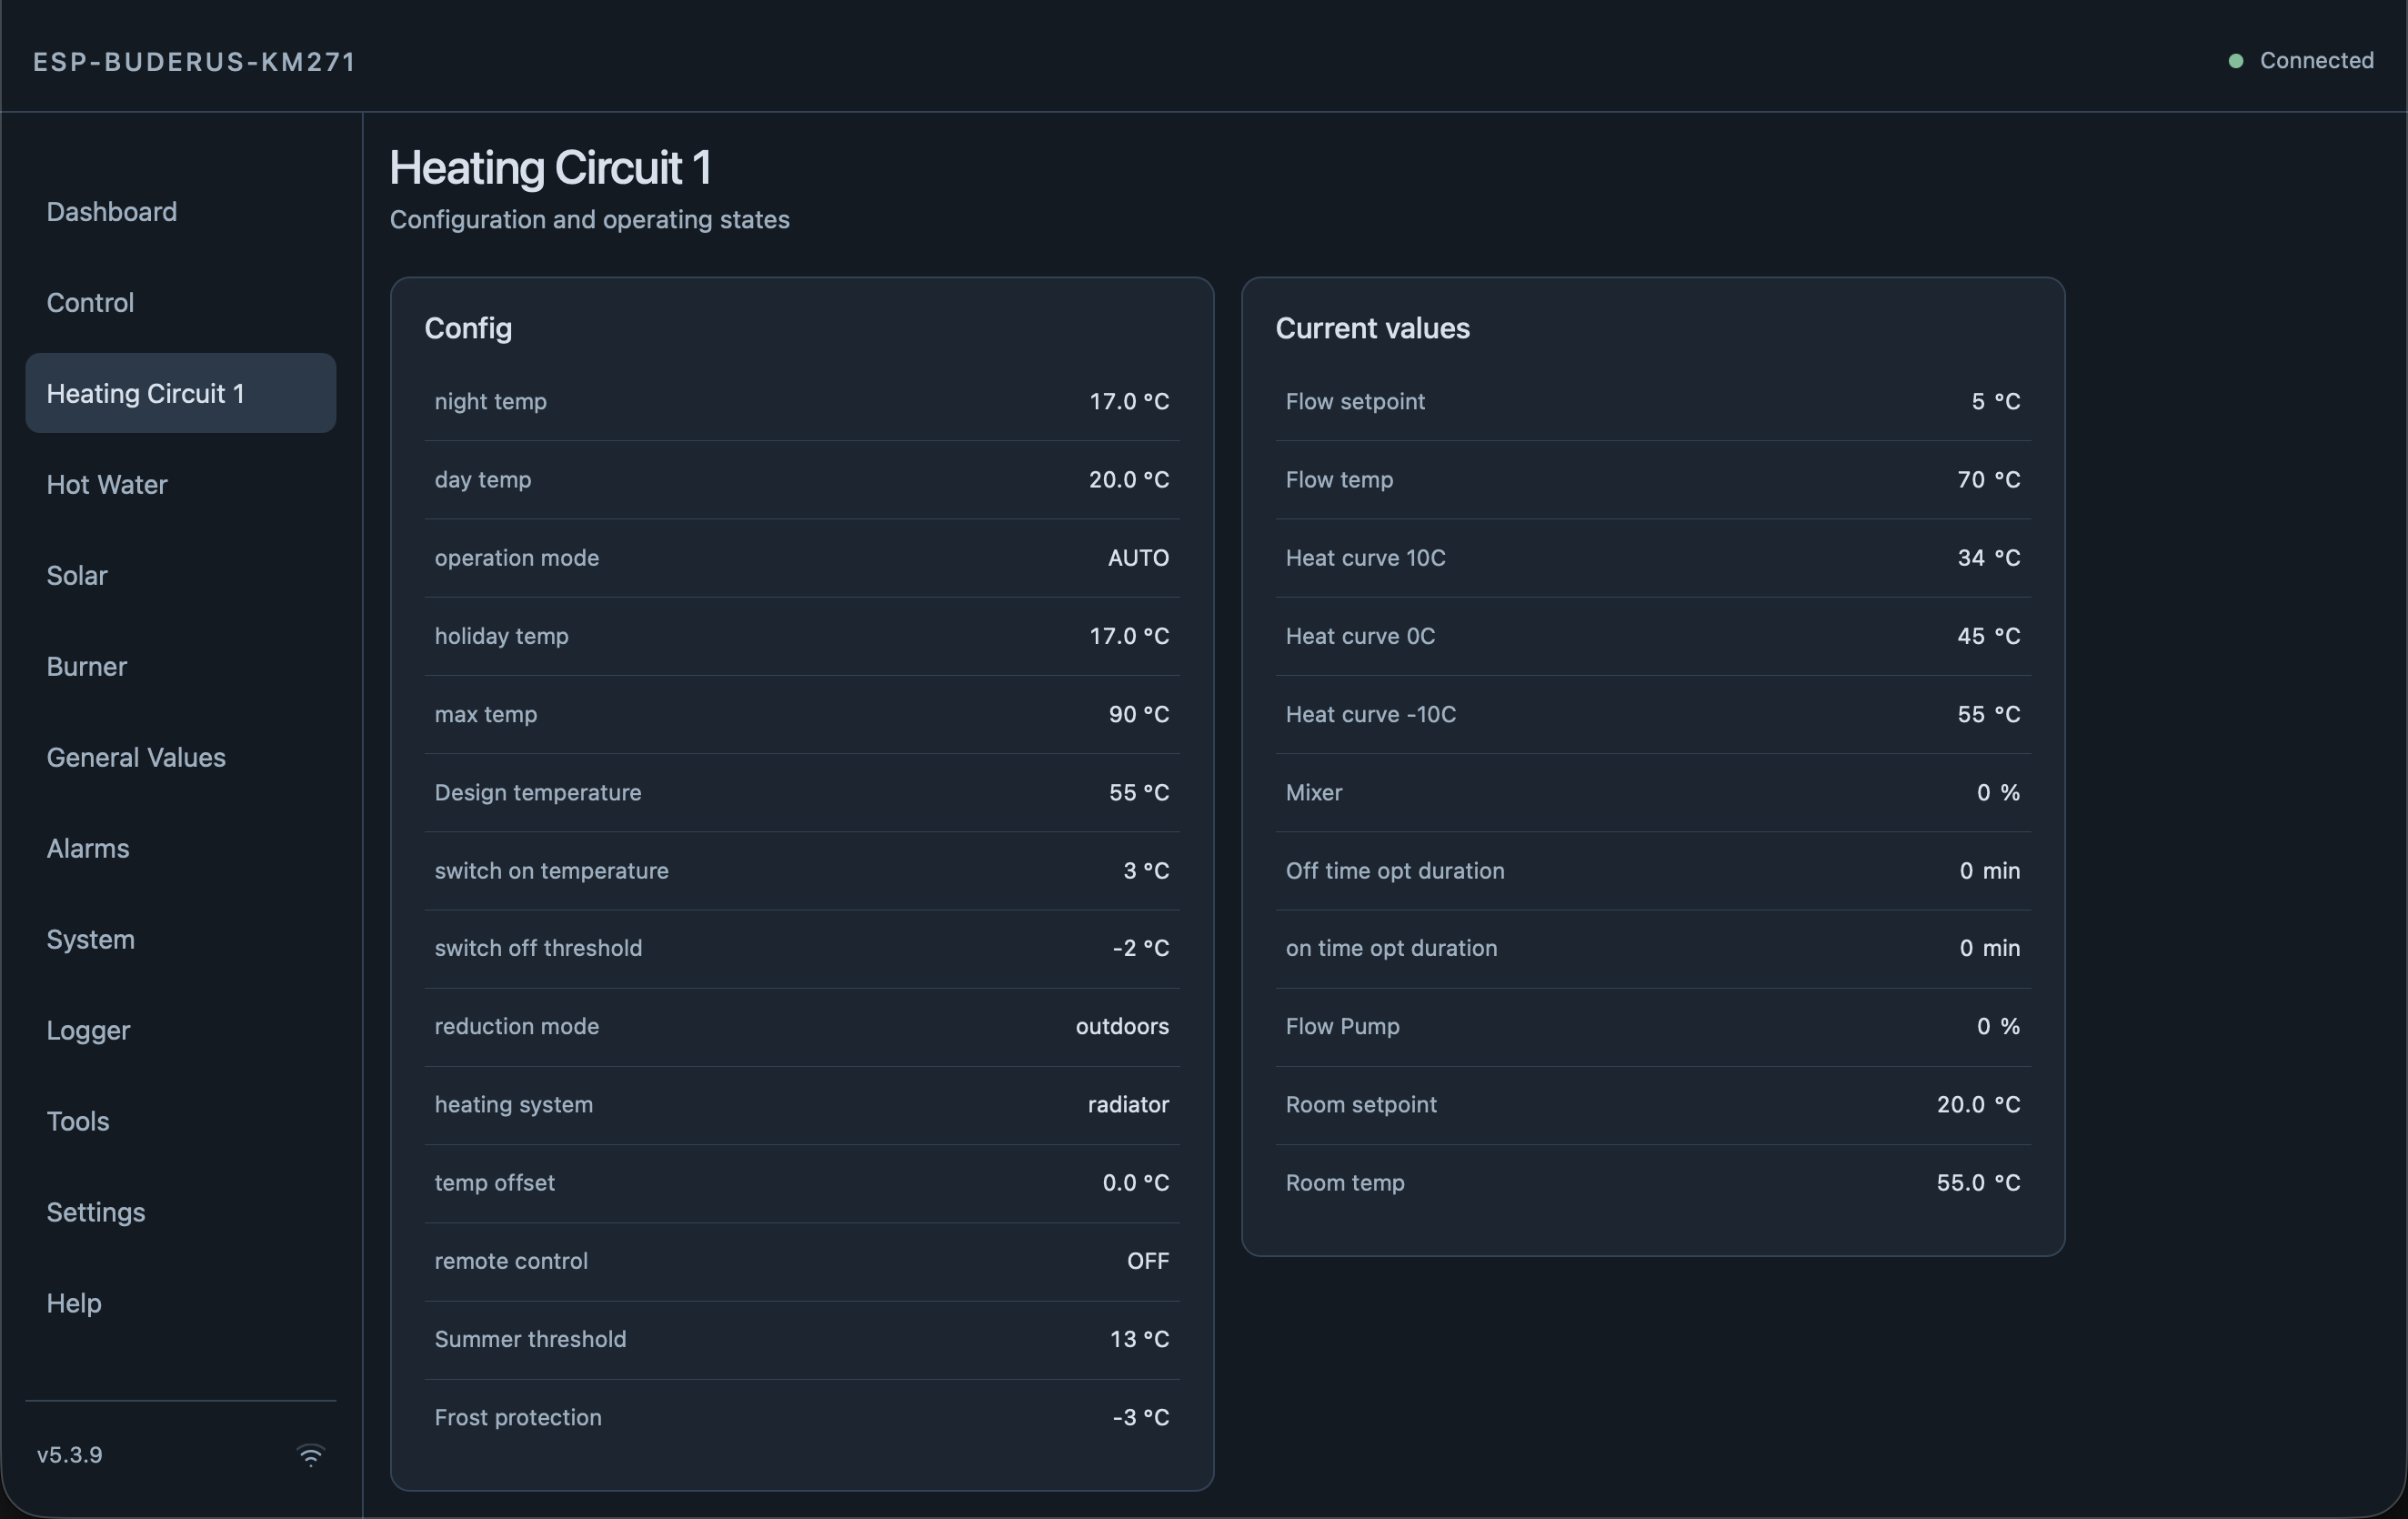 ESP-BUDERUS-KM271
Connected
Dashboard
Control
Heating Circuit 1
Hot Water
Solar
Burner
General Values
Alarms
System
Logger
Tools
Settings
Help
v5.3.9
Heating Circuit 1
Configuration and operating states
Config
night temp 17.0 °C
day temp 20.0 °C
operation mode AUTO
holiday temp 17.0 °C
max temp 90 °C
Design temperature 55 °C
switch on temperature 3 °C
switch off threshold -2 °C
reduction mode outdoors
heating system radiator
temp offset 0.0 °C
remote control OFF
Summer threshold 13 °C
Frost protection -3 °C
Current values
Flow setpoint 5 °C
Flow temp 70 °C
Heat curve 10C 34 °C
Heat curve 0C 45 °C
Heat curve -10C 55 °C
Mixer 0 %
Off time opt duration 0 min
on time opt duration 0 min
Flow Pump 0 %
Room setpoint 20.0 °C
Room temp 55.0 °C